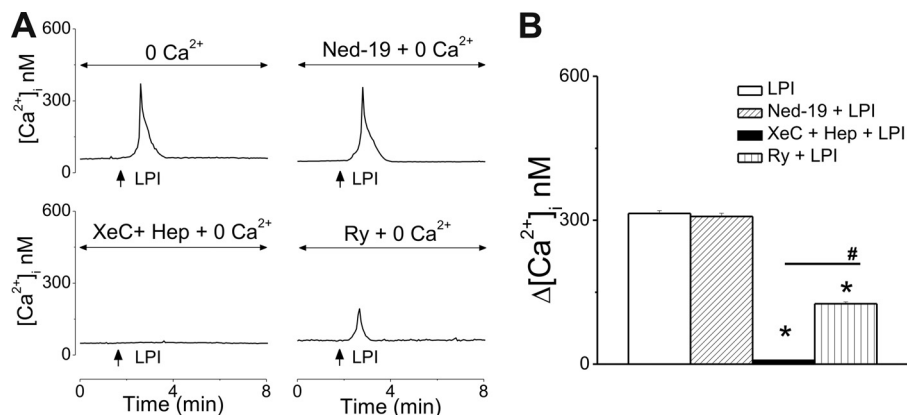 A
600
300
0
[Ca²⁺]ᵢ nM
0 Ca²⁺
LPI
Ned-19 + 0 Ca²⁺
LPI
600
300
0
[Ca²⁺]ᵢ nM
XeC+ Hep + 0 Ca²⁺
LPI
Ry + 0 Ca²⁺
LPI
0 4 8
Time (min)
0 4 8
Time (min)
B
600
300
0
Δ[Ca²⁺]ᵢ nM
LPI
Ned-19 + LPI
XeC + Hep + LPI
Ry + LPI
#
*
*